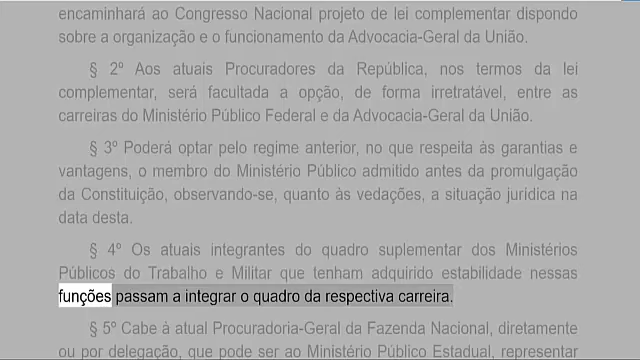 encaminhará ao Congresso Nacional projeto de lei complementar dispondo
sobre a organização e o funcionamento da Advocacia-Geral da União.
§ 2º Aos atuais Procuradores da República, nos termos da lei
complementar, será facultada a opção, de forma irretratável, entre as
carreiras do Ministério Público Federal e da Advocacia-Geral da União.
§ 3º Poderá optar pelo regime anterior, no que respeita às garantias e
vantagens, o membro do Ministério Público admitido antes da promulgação
da Constituição, observando-se, quanto às vedações, a situação jurídica na
data desta.
§ 4º Os atuais integrantes do quadro suplementar dos Ministérios
Públicos do Trabalho e Militar que tenham adquirido estabilidade nessas
funções passam a integrar o quadro da respectiva carreira.
§ 5º Cabe à atual Procuradoria-Geral da Fazenda Nacional, diretamente
ou por delegação, que pode ser ao Ministério Público Estadual, representar